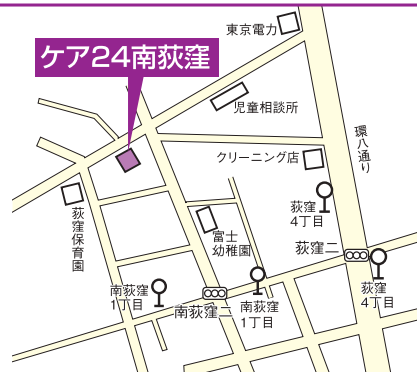 東京電力
ケア24南荻窪
児童相談所
環八通り
クリーニング店
荻窪
4丁目
荻窪保育園
富士
幼稚園
荻窪二
南荻窪
1丁目
南荻窪二
南荻窪
1丁目
荻窪
4丁目